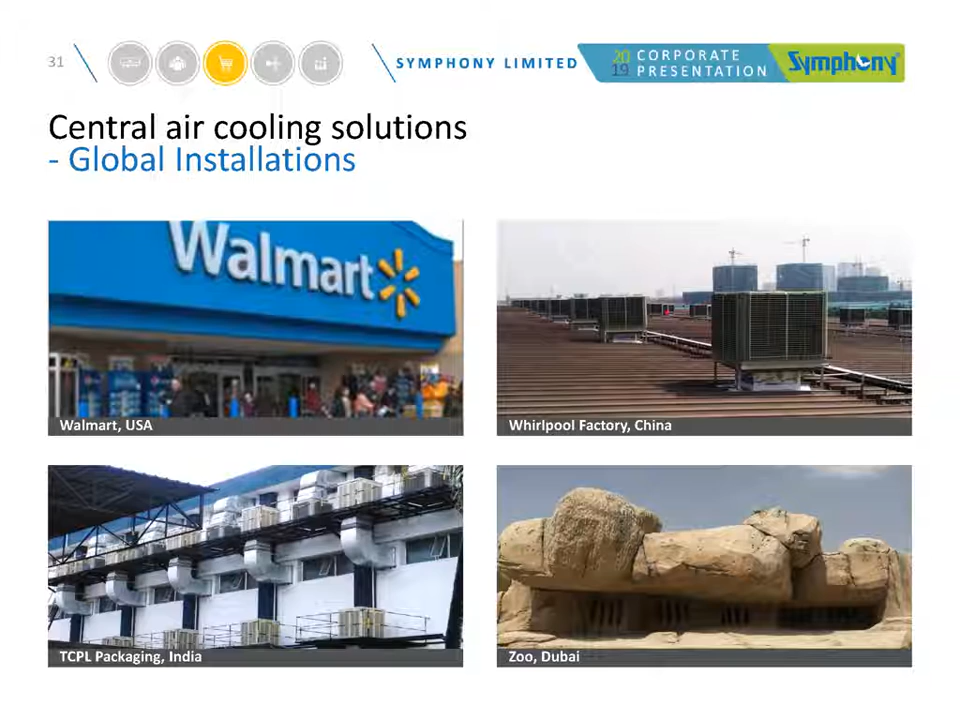 31
SYMPHONY LIMITED
2019
CORPORATE
PRESENTATION
Symphony
Central air cooling solutions
- Global Installations
Walmart
Walmart, USA
Whirlpool Factory, China
TCPL Packaging, India
Zoo, Dubai